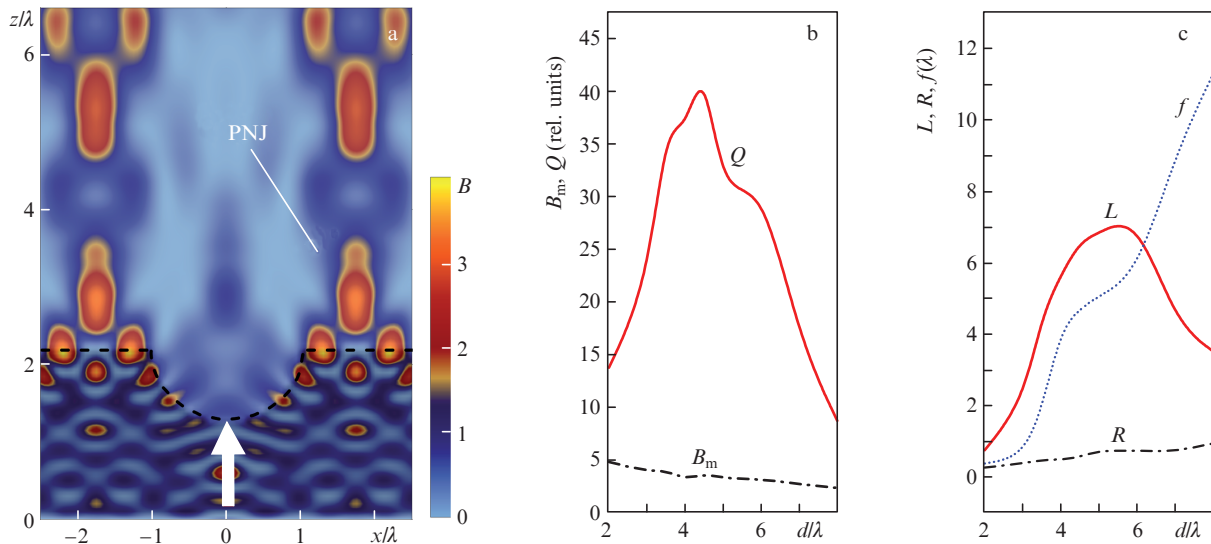 z/λ
a
6
PNJ
B
4
3
2
2
1
0
0
−2
−1
0
1
x/λ
b
B_m, Q (rel. units)
45
40
35
30
25
20
15
10
5
0
Q
B_m
2
4
6
d/λ
c
L, R, f(λ)
12
10
8
6
4
2
0
f
L
R
2
4
6
d/λ